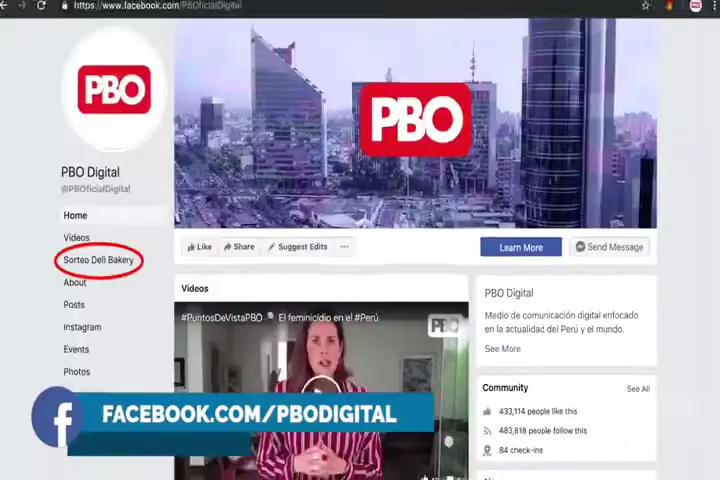 https://www.facebook.com/PBOficialDigital
PBO
PBO
PBO Digital
@PBOficialDigital
Home
Videos
Sorteo Deli Bakery
About
Posts
Instagram
Events
Photos
Like
Share
Suggest Edits
Learn More
Send Message
Videos
#PuntosDeVistaPBO El feminicidio en el #Perú
PBO
PBO Digital
Medio de comunicación digital enfocado
en la actualidad del Perú y el mundo.
See More
Community
See All
433,114 people like this
483,818 people follow this
84 check-ins
FACEBOOK.COM/PBODIGITAL